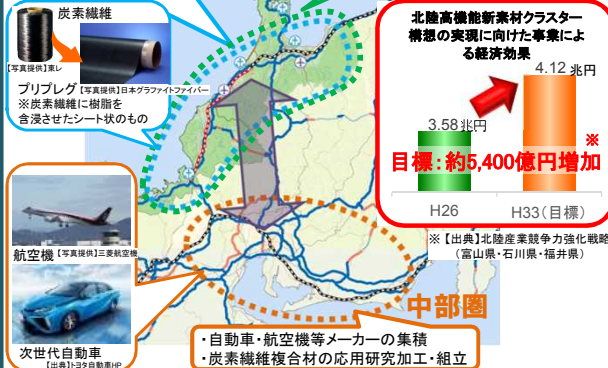 炭素繊維
【写真提供】東レ
プリプレグ【写真提供】日本グラファイトファイバー
※炭素繊維に樹脂を
含浸させたシート状のもの
北陸高機能新素材クラスター
構想の実現に向けた事業によ
る経済効果
4.12 兆円
3.58兆円
※
目標：約5,400億円増加
H26
H33（目標）
※【出典】北陸産業競争力強化戦略
（富山県・石川県・福井県）
航空機【写真提供】三菱航空機
次世代自動車
【出典】トヨタ自動車HP
中部圏
・自動車・航空機等メーカーの集積
・炭素繊維複合材の応用研究加工・組立